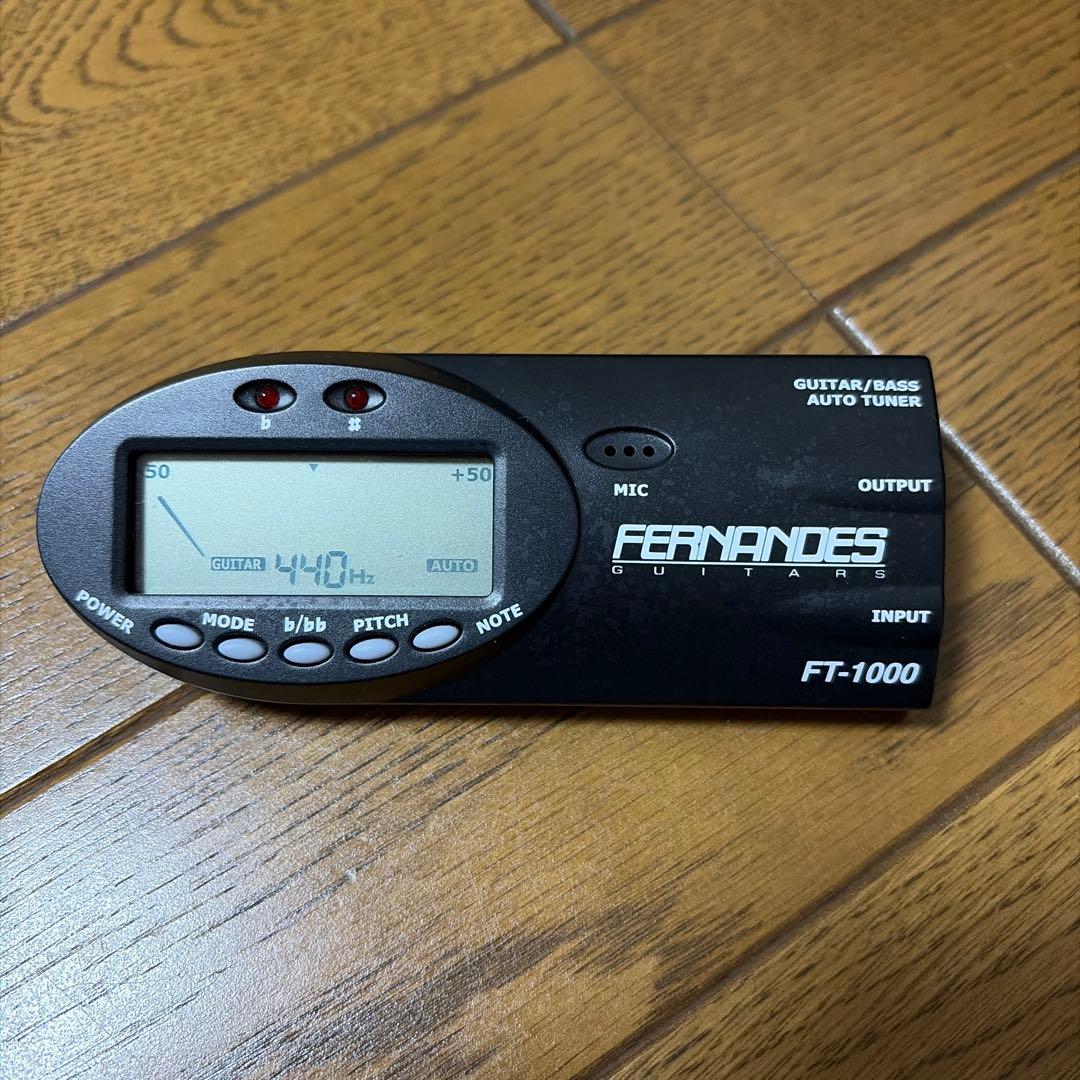 ♭ #
50 +50
GUITAR 440Hz AUTO
POWER MODE ♭/♭♭ PITCH NOTE
GUITAR/BASS
AUTO TUNER
MIC
OUTPUT
FERNANDES
GUITARS
INPUT
FT-1000